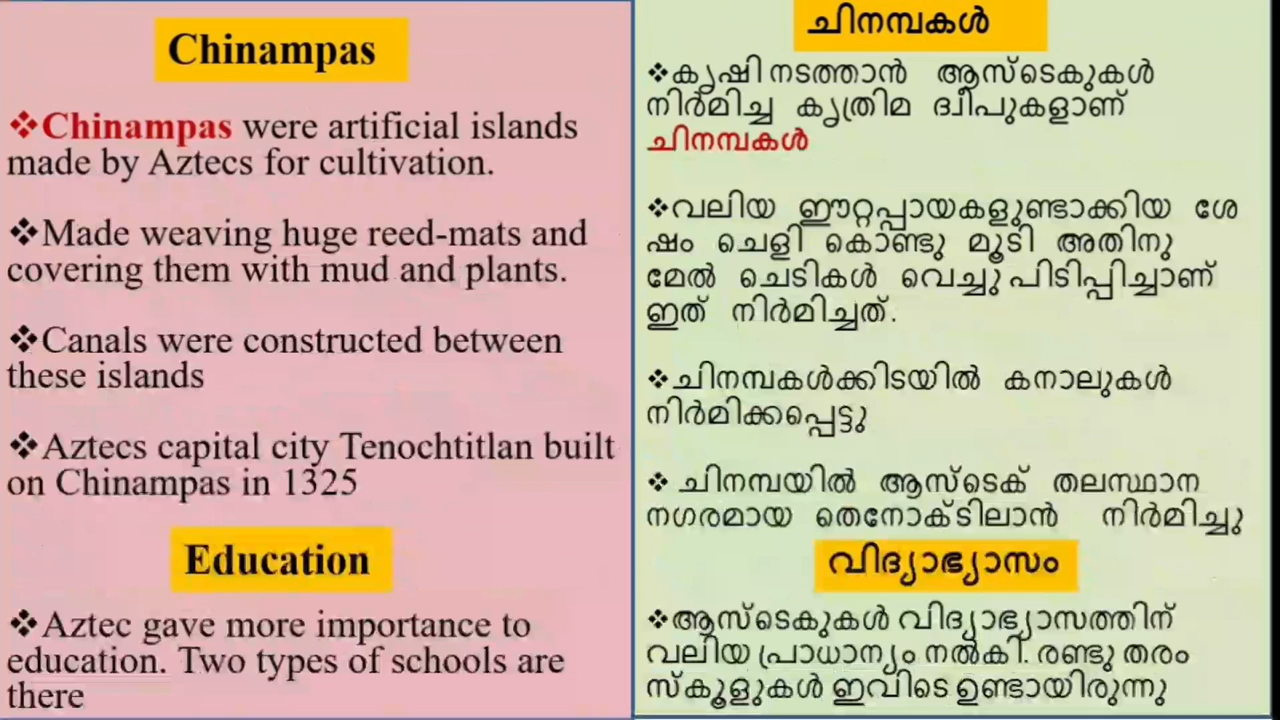 Chinampas
❖Chinampas were artificial islands
made by Aztecs for cultivation.
❖Made weaving huge reed-mats and
covering them with mud and plants.
❖Canals were constructed between
these islands
❖Aztecs capital city Tenochtitlan built
on Chinampas in 1325
Education
❖Aztec gave more importance to
education. Two types of schools are
there
ചിനമ്പകൾ
❖കൃഷി നടത്താൻ ആസ്ടെകുകൾ
നിർമിച്ച കൃത്രിമ ദ്വീപുകളാണ്
ചിനമ്പകൾ
❖വലിയ ഈറ്റപ്പായകളുണ്ടാക്കിയ ശേ
ഷം ചെളി കൊണ്ടു മൂടി അതിനു
മേൽ ചെടികൾ വെച്ചു പിടിപ്പിച്ചാണ്
ഇത് നിർമിച്ചത്.
❖ചിനമ്പകൾക്കിടയിൽ കനാലുകൾ
നിർമിക്കപ്പെട്ടു
❖ ചിനമ്പയിൽ ആസ്ടെക് തലസ്ഥാന
നഗരമായ തെനോക്ടിലാൻ നിർമിച്ചു
വിദ്യാഭ്യാസം
❖ആസ്ടെകുകൾ വിദ്യാഭ്യാസത്തിന്
വലിയ പ്രാധാന്യം നൽകി. രണ്ടു തരം
സ്കൂളുകൾ ഇവിടെ ഉണ്ടായിരുന്നു